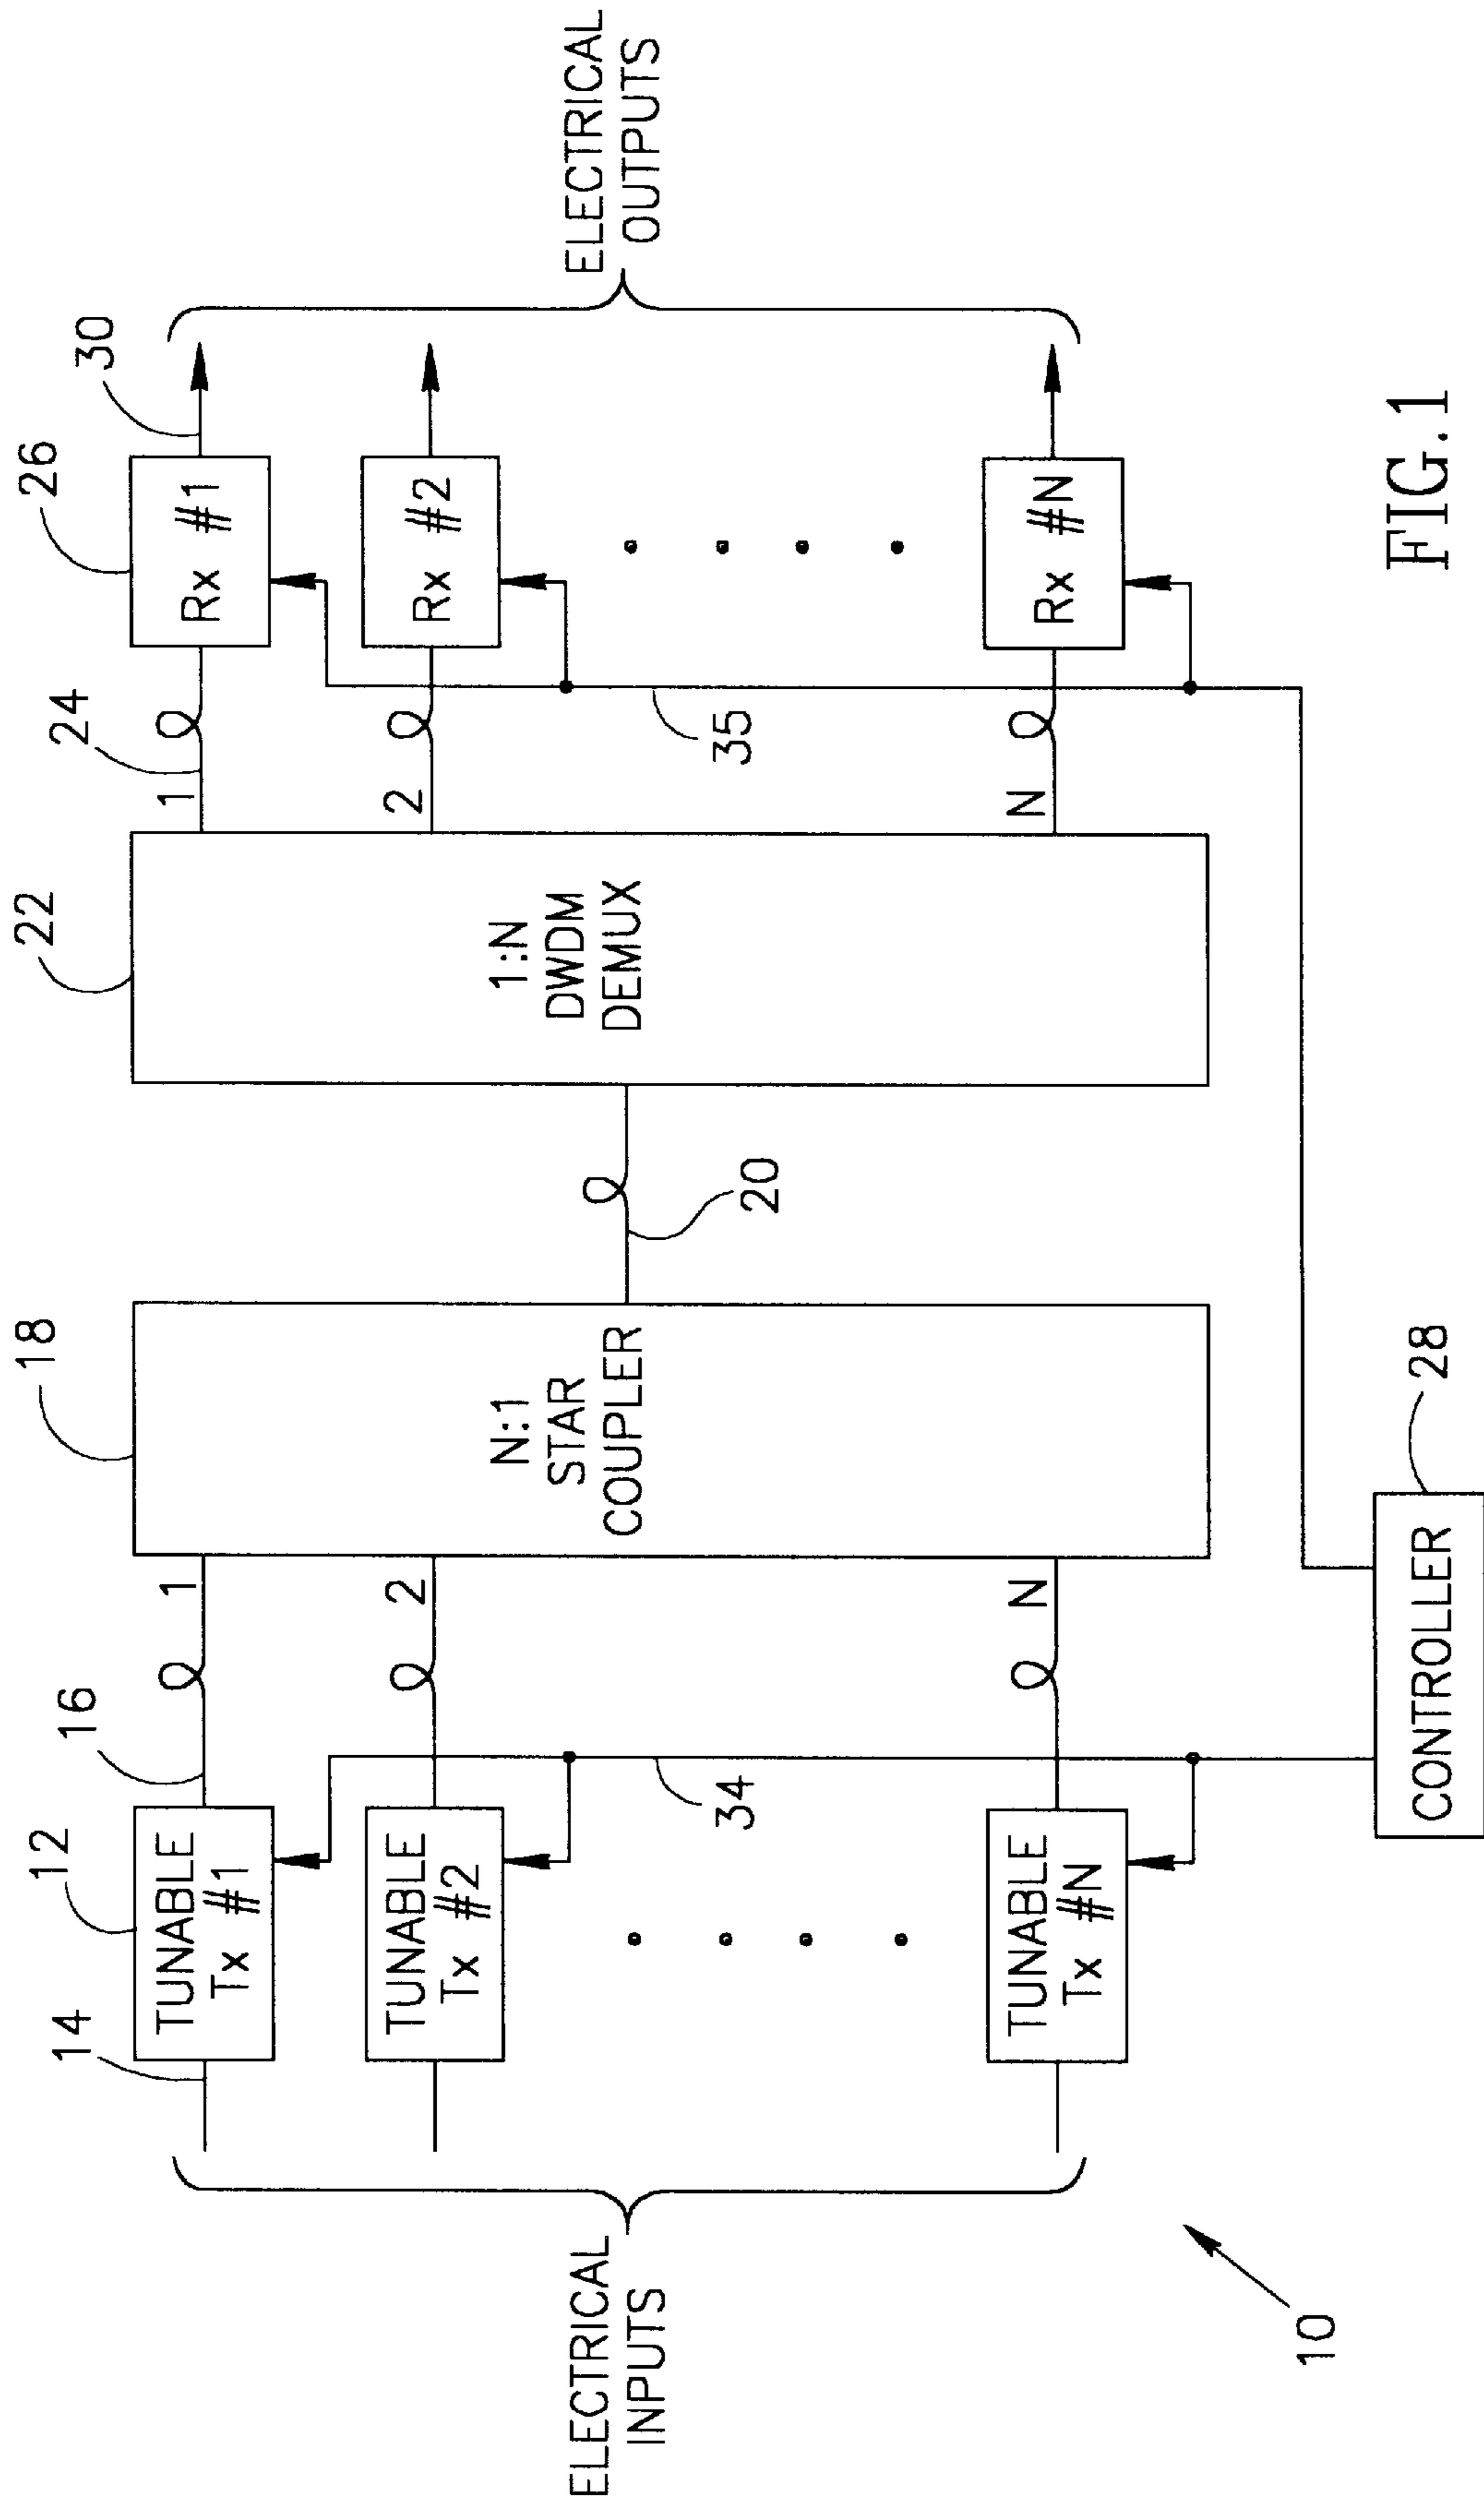 14
12
16
18
22
24
26
30
TUNABLE
Tx #1
1
1
Rx #1
TUNABLE
Tx #2
2
2
Rx #2
ELECTRICAL
INPUTS
N:1
STAR
COUPLER
20
1:N
DWDM
DEMUX
ELECTRICAL
OUTPUTS
34
35
TUNABLE
Tx #N
N
N
Rx #N
10
CONTROLLER
28
FIG.1